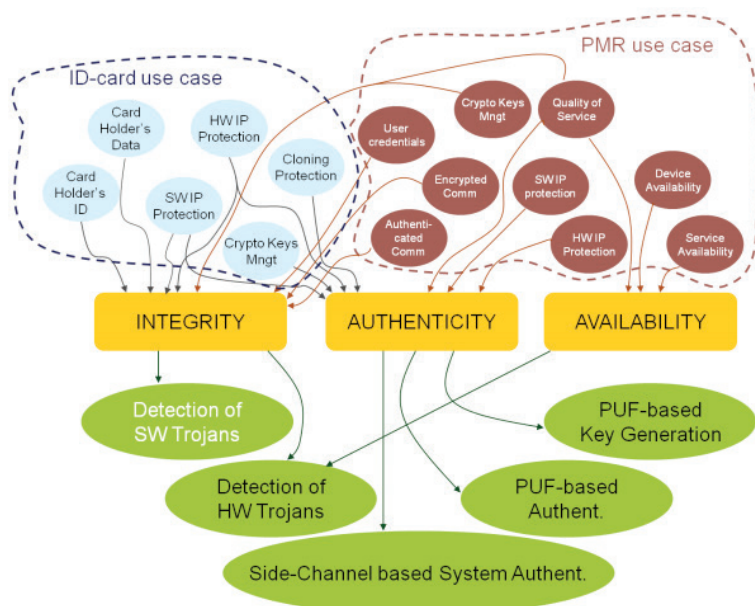 PMR use case
ID-card use case
Card
Holder's
Data
HW IP
Protection
Cloning
Protection
Card
Holder's
ID
SW IP
Protection
Crypto Keys
Mngt
Crypto Keys
Mngt
Quality of
Service
User
credentials
Encrypted
Comm
SW IP
protection
Device
Availability
Authenti-
cated
Comm
HW IP
Protection
Service
Availability
INTEGRITY
AUTHENTICITY
AVAILABILITY
Detection of
SW Trojans
PUF-based
Key Generation
Detection of
HW Trojans
PUF-based
Authent.
Side-Channel based System Authent.